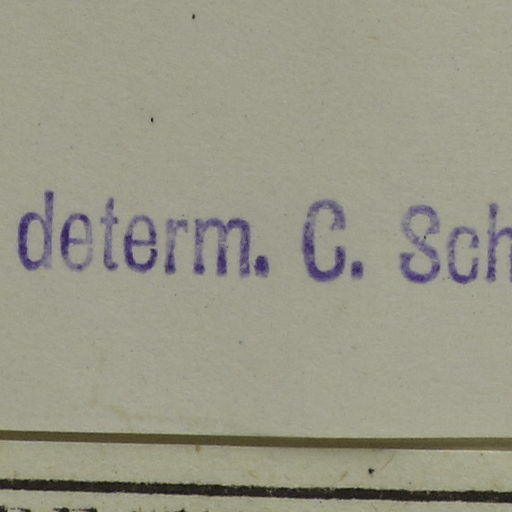 determ. C. Sch